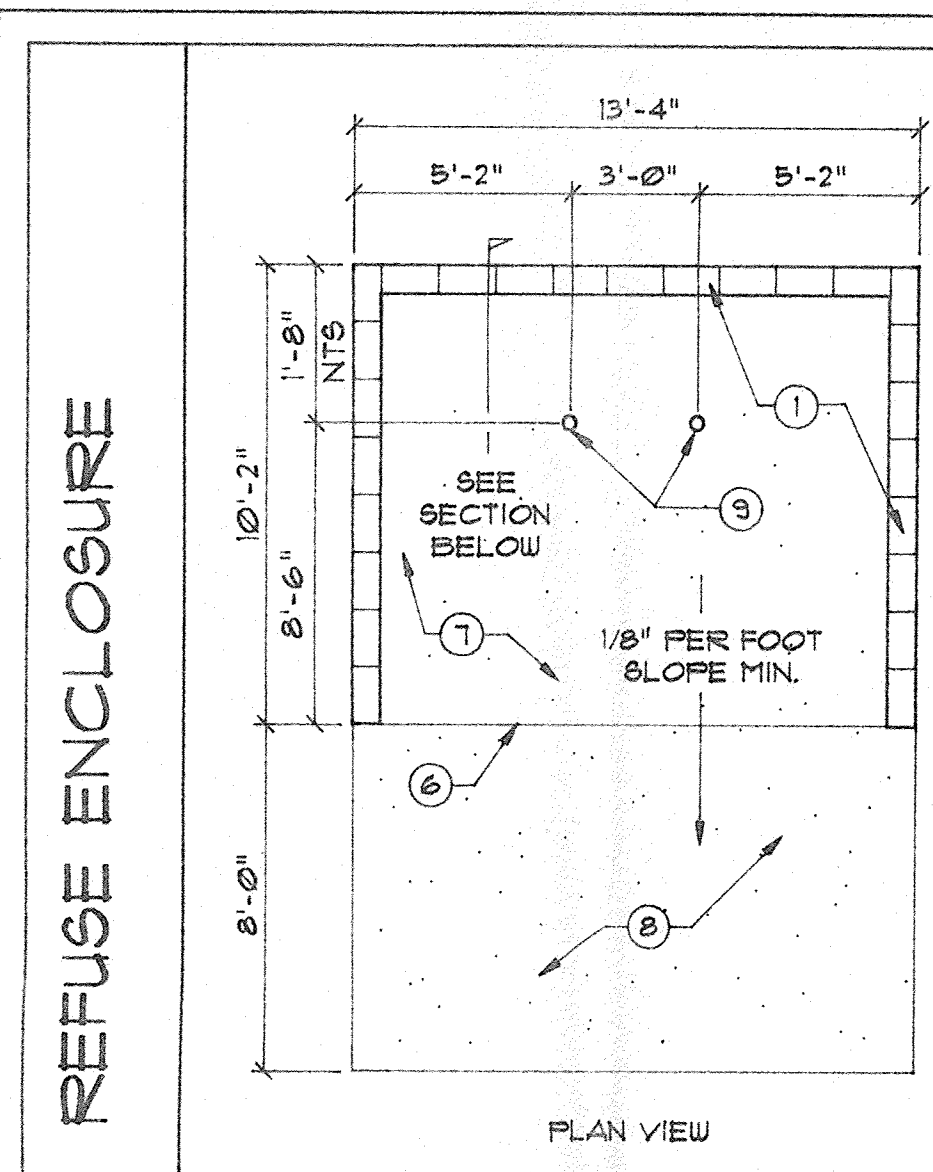 REFUSE ENCLOSURE
13'-4"
5'-2"
3'-0"
5'-2"
1'-8"
NTS
10'-2"
8'-6"
8'-0"
1
9
SEE
SECTION
BELOW
7
1/8" PER FOOT
SLOPE MIN.
6
8
PLAN VIEW